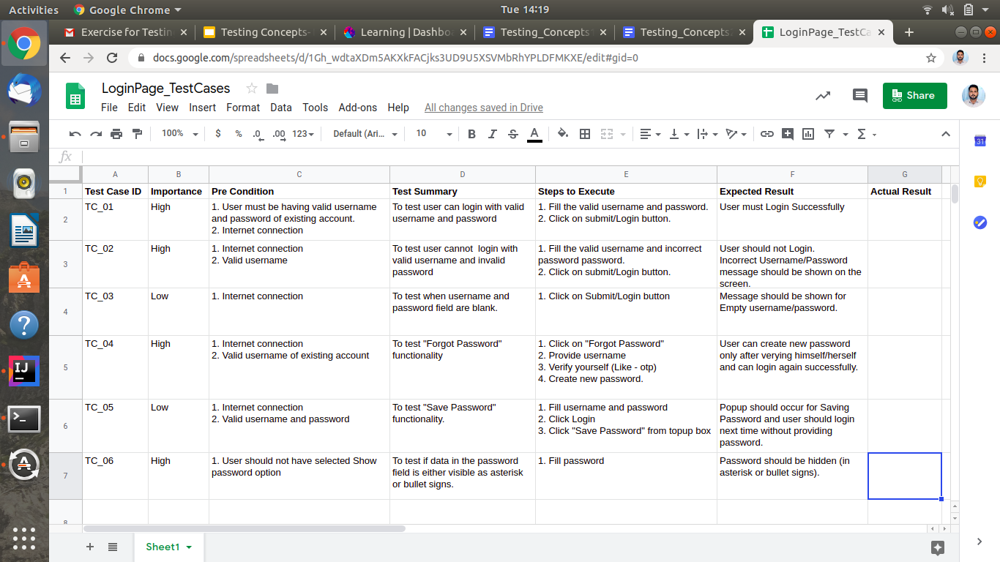 Activities
Google Chrome
Tue 14:19
Exercise for Testin
Testing Concepts-
Learning | Dashbo
Testing_Concepts
Testing_Concepts
LoginPage_TestCa
docs.google.com/spreadsheets/d/1Gh_wdtaXDm5AKXkFACjks3UD9U5XSVMbRhYPLDFMKXE/edit#gid=0
LoginPage_TestCases
File Edit View Insert Format Data Tools Add-ons Help All changes saved in Drive
Share
100% $ % .0 .00 123 Default (Ari... 10 B I S A
31
fx
A B C D E F G
1 Test Case ID Importance Pre Condition Test Summary Steps to Execute Expected Result Actual Result
2
TC_01
High
1. User must be having valid username
and password of existing account.
2. Internet connection
To test user can login with valid
username and password
1. Fill the valid username and password.
2. Click on submit/Login button.
User must Login Successfully
3
TC_02
High
1. Internet connection
2. Valid username
To test user cannot  login with
valid username and invalid
password
1. Fill the valid username and incorrect
password password.
2. Click on submit/Login button.
User should not Login.
Incorrect Username/Password
message should be shown on the
screen.
4
TC_03
Low
1. Internet connection
To test when username and
password field are blank.
1. Click on Submit/Login button
Message should be shown for
Empty username/password.
5
TC_04
High
1. Internet connection
2. Valid username of existing account
To test "Forgot Password"
functionality
1. Click on "Forgot Password"
2. Provide username
3. Verify yourself (Like - otp)
4. Create new password.
User can create new password
only after verying himself/herself
and can login again successfully.
6
TC_05
Low
1. Internet connection
2. Valid username and password
To test "Save Password"
functionality.
1. Fill username and password
2. Click Login
3. Click "Save Password" from topup box
Popup should occur for Saving
Password and user should login
next time without providing
password.
7
TC_06
High
1. User should not have selected Show
password option
To test if data in the password
field is either visible as asterisk
or bullet signs.
1. Fill password
Password should be hidden (in
asterisk or bullet signs).
8
Sheet1
IJ